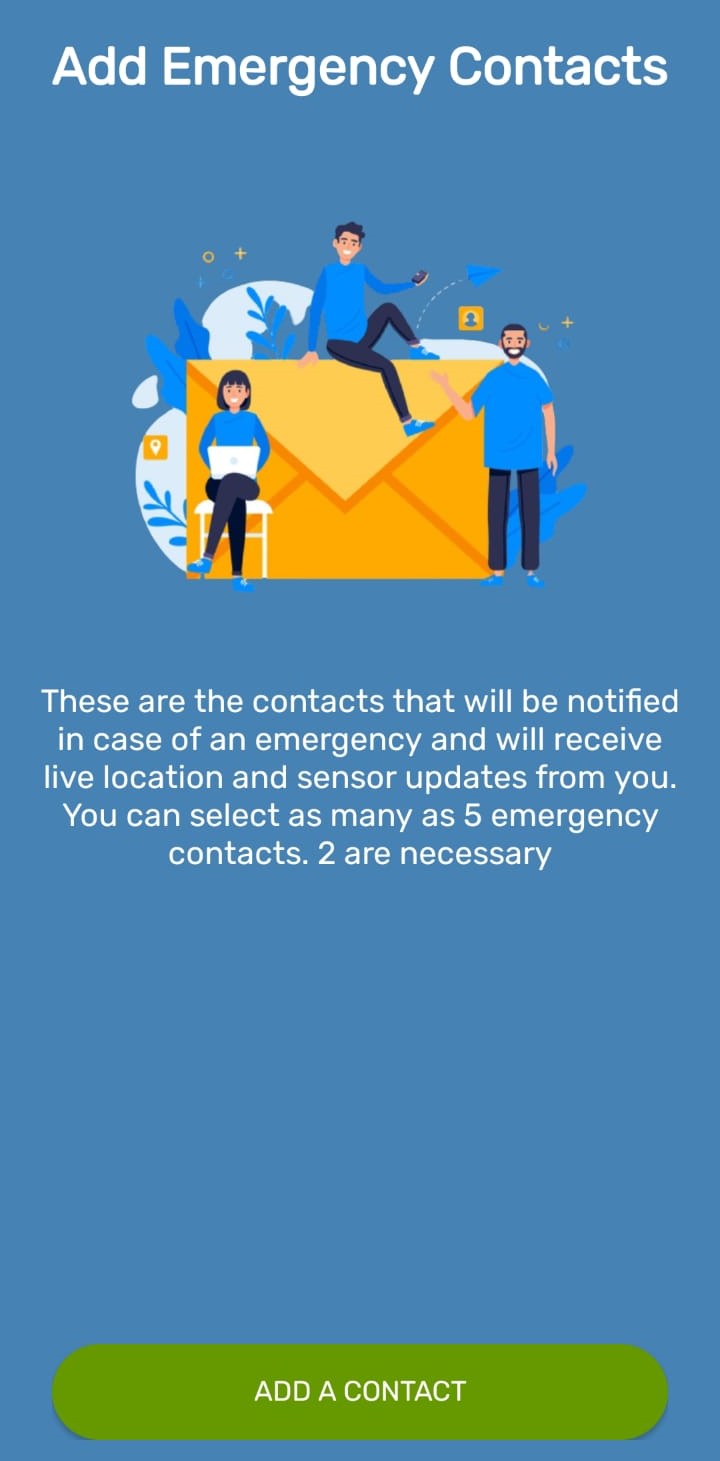 Add Emergency Contacts
These are the contacts that will be notified
in case of an emergency and will receive
live location and sensor updates from you.
You can select as many as 5 emergency
contacts. 2 are necessary
ADD A CONTACT